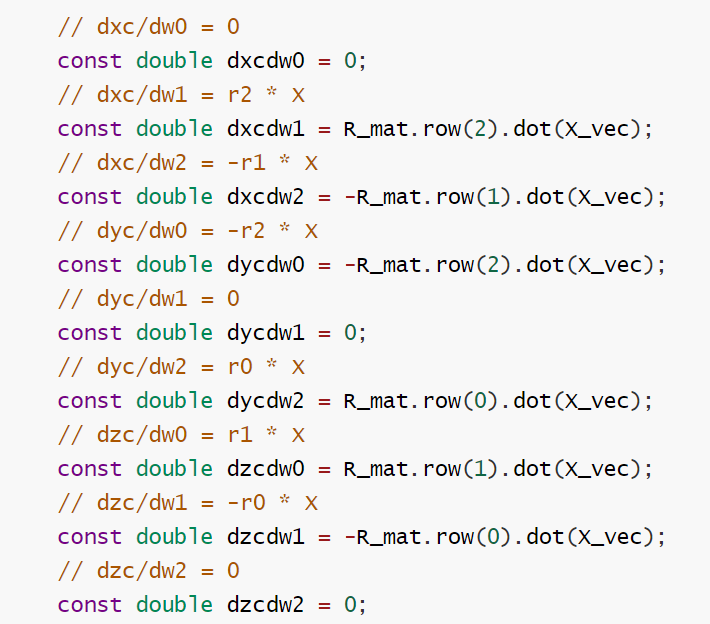 // dxc/dw0 = 0
const double dxcdw0 = 0;
// dxc/dw1 = r2 * X
const double dxcdw1 = R_mat.row(2).dot(X_vec);
// dxc/dw2 = -r1 * X
const double dxcdw2 = -R_mat.row(1).dot(X_vec);
// dyc/dw0 = -r2 * X
const double dycdw0 = -R_mat.row(2).dot(X_vec);
// dyc/dw1 = 0
const double dycdw1 = 0;
// dyc/dw2 = r0 * X
const double dycdw2 = R_mat.row(0).dot(X_vec);
// dzc/dw0 = r1 * X
const double dzcdw0 = R_mat.row(1).dot(X_vec);
// dzc/dw1 = -r0 * X
const double dzcdw1 = -R_mat.row(0).dot(X_vec);
// dzc/dw2 = 0
const double dzcdw2 = 0;